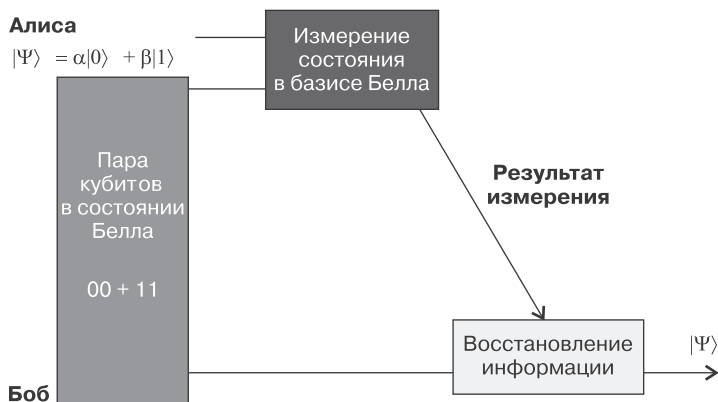 Алиса
|Ψ⟩ = α|0⟩ + β|1⟩
Измерение
состояния
в базисе Белла
Пара
кубитов
в состоянии
Белла
00 + 11
Результат
измерения
Восстановление
информации
|Ψ⟩
Боб